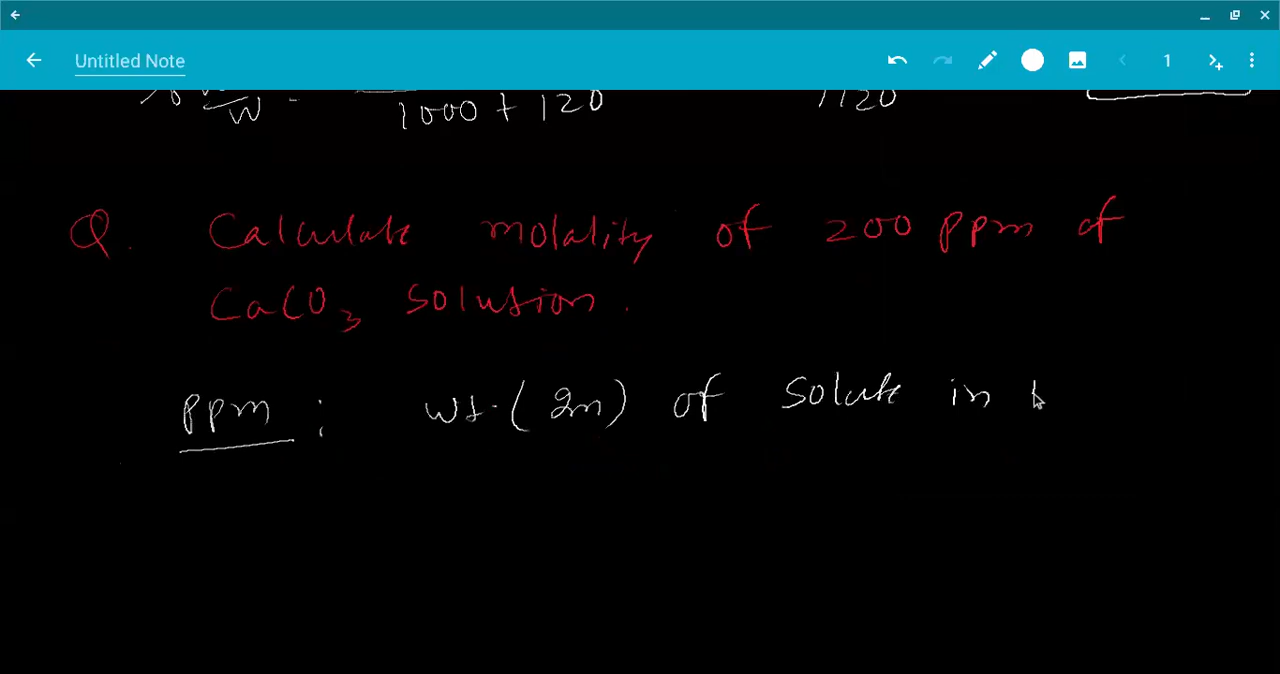 Untitled Note
1
W 1000 + 120 1120
Q. Calculate molality of 200 ppm of
CaCO3 solution.
ppm : wt. (gm) of solute in